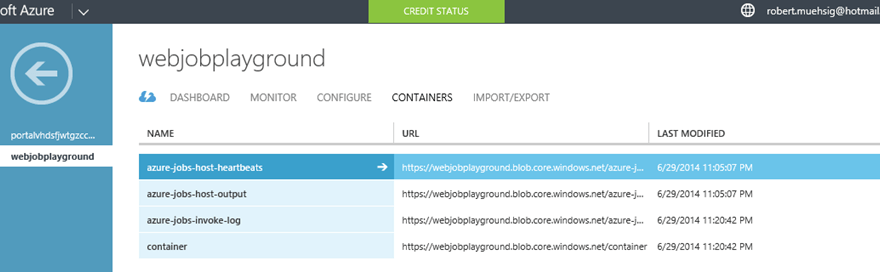 oft Azure
CREDIT STATUS
robert.muehsig@hotmail
webjobplayground
DASHBOARD MONITOR CONFIGURE CONTAINERS IMPORT/EXPORT
portalvhdsfjwtgzcc...
webjobplayground
NAME URL LAST MODIFIED
azure-jobs-host-heartbeats https://webjobplayground.blob.core.windows.net/azure-j... 6/29/2014 11:05:07 PM
azure-jobs-host-output https://webjobplayground.blob.core.windows.net/azure-j... 6/29/2014 11:05:07 PM
azure-jobs-invoke-log https://webjobplayground.blob.core.windows.net/azure-j... 6/29/2014 11:20:42 PM
container https://webjobplayground.blob.core.windows.net/container 6/29/2014 11:20:42 PM